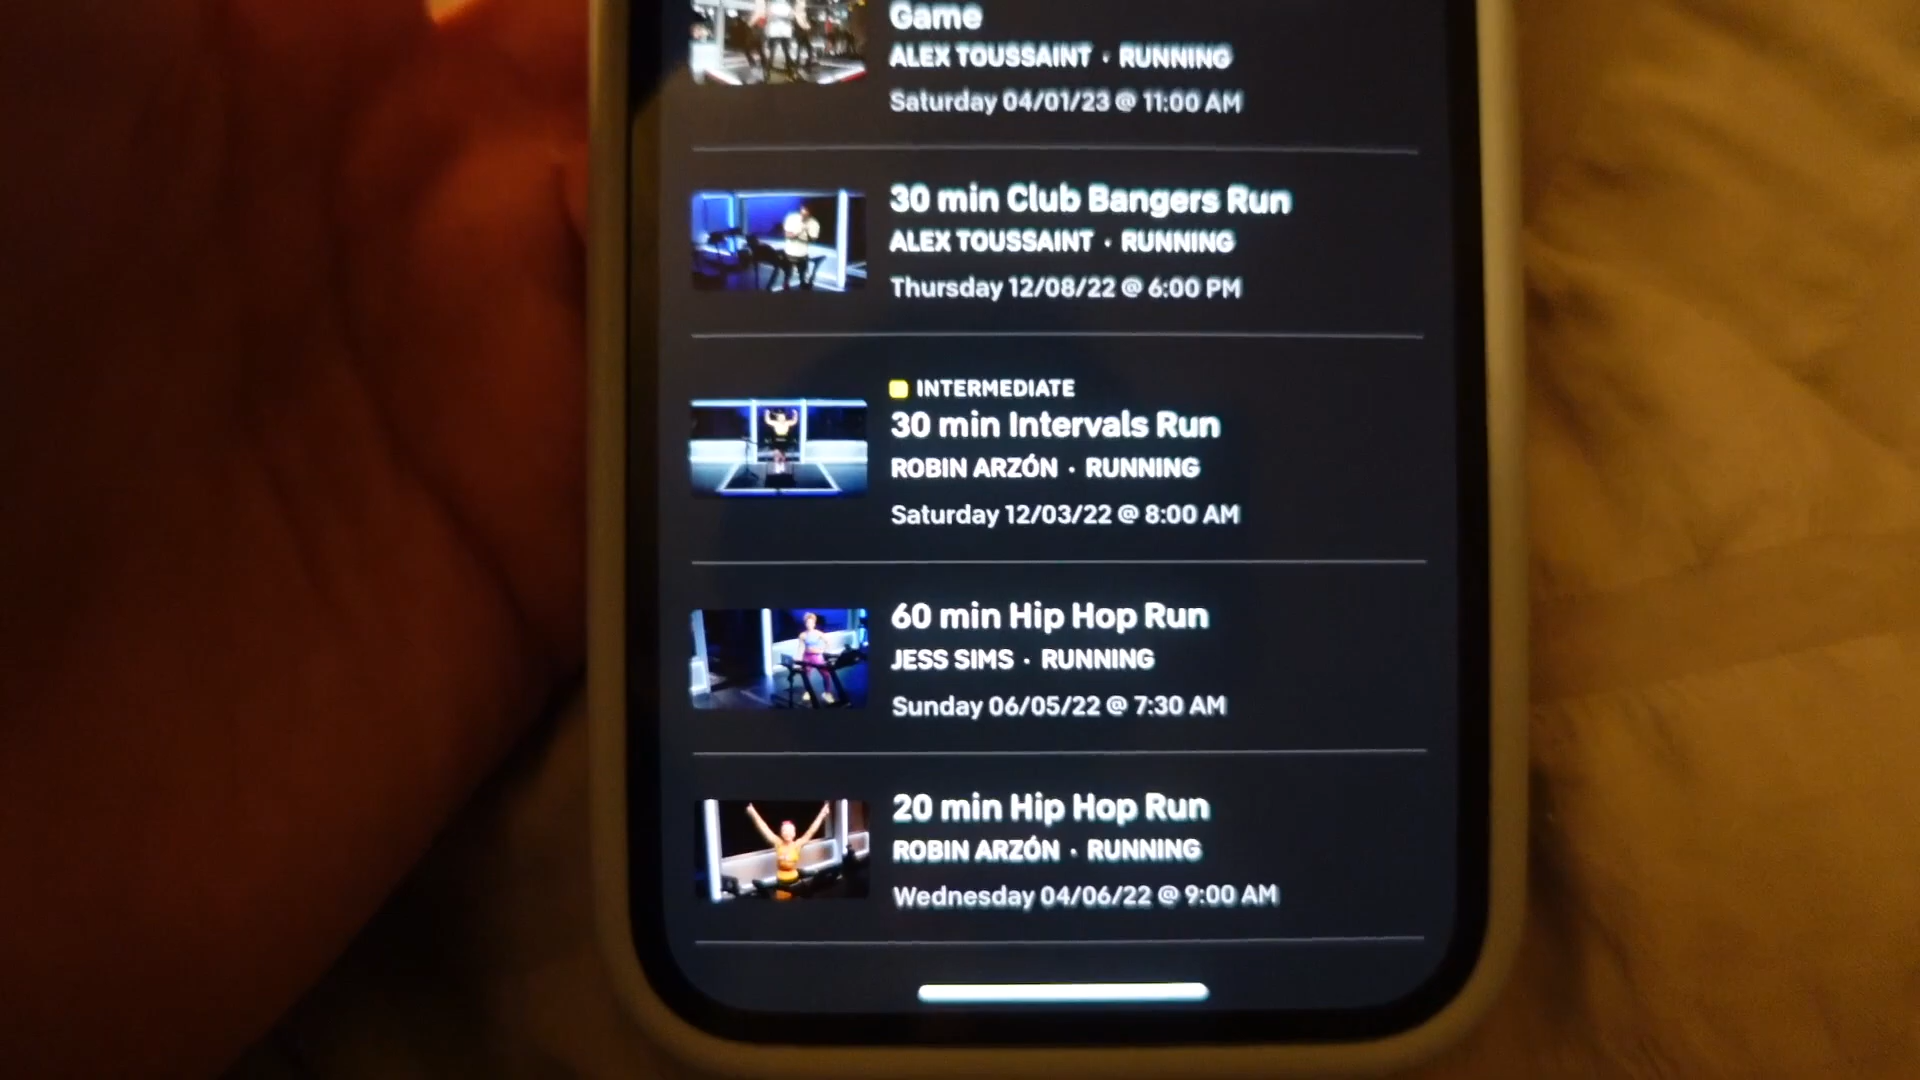 Game
ALEX TOUSSAINT · RUNNING
Saturday 04/01/23 @ 11:00 AM
30 min Club Bangers Run
ALEX TOUSSAINT · RUNNING
Thursday 12/08/22 @ 6:00 PM
INTERMEDIATE
30 min Intervals Run
ROBIN ARZÓN · RUNNING
Saturday 12/03/22 @ 8:00 AM
60 min Hip Hop Run
JESS SIMS · RUNNING
Sunday 06/05/22 @ 7:30 AM
20 min Hip Hop Run
ROBIN ARZÓN · RUNNING
Wednesday 04/06/22 @ 9:00 AM